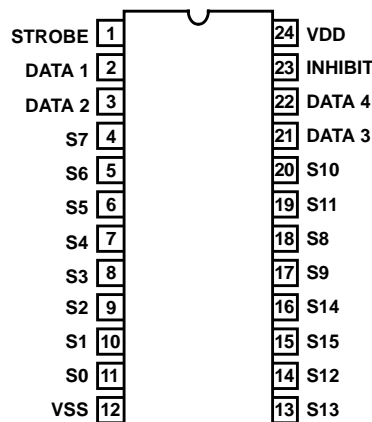 STROBE 1 24 VDD
DATA 1 2 23 INHIBIT
DATA 2 3 22 DATA 4
S7 4 21 DATA 3
S6 5 20 S10
S5 6 19 S11
S4 7 18 S8
S3 8 17 S9
S2 9 16 S14
S1 10 15 S15
S0 11 14 S12
VSS 12 13 S13